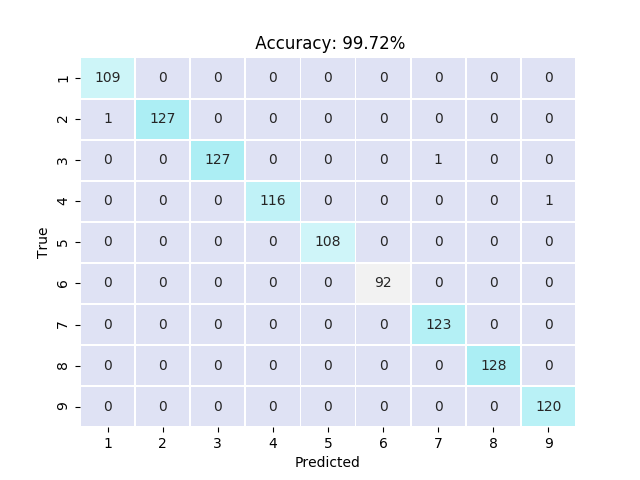 Accuracy: 99.72%
1 109 0 0 0 0 0 0 0 0
2 1 127 0 0 0 0 0 0 0
3 0 0 127 0 0 0 1 0 0
4 0 0 0 116 0 0 0 0 1
5 0 0 0 0 108 0 0 0 0
6 0 0 0 0 0 92 0 0 0
7 0 0 0 0 0 0 123 0 0
8 0 0 0 0 0 0 0 128 0
9 0 0 0 0 0 0 0 0 120
True
1 2 3 4 5 6 7 8 9
Predicted